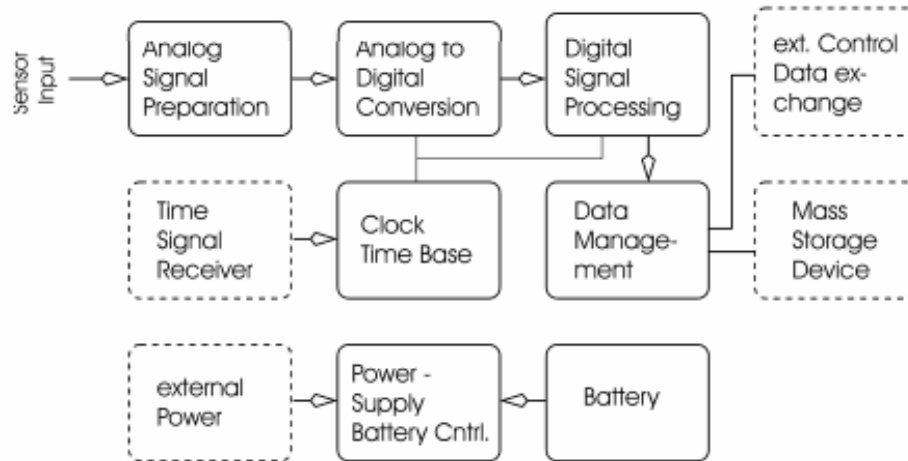 Sensor
Input
Analog
Signal
Preparation
Analog to
Digital
Conversion
Digital
Signal
Processing
ext. Control
Data ex-
change
Time
Signal
Receiver
Clock
Time Base
Data
Manage-
ment
Mass
Storage
Device
external
Power
Power -
Supply
Battery Cntrl.
Battery